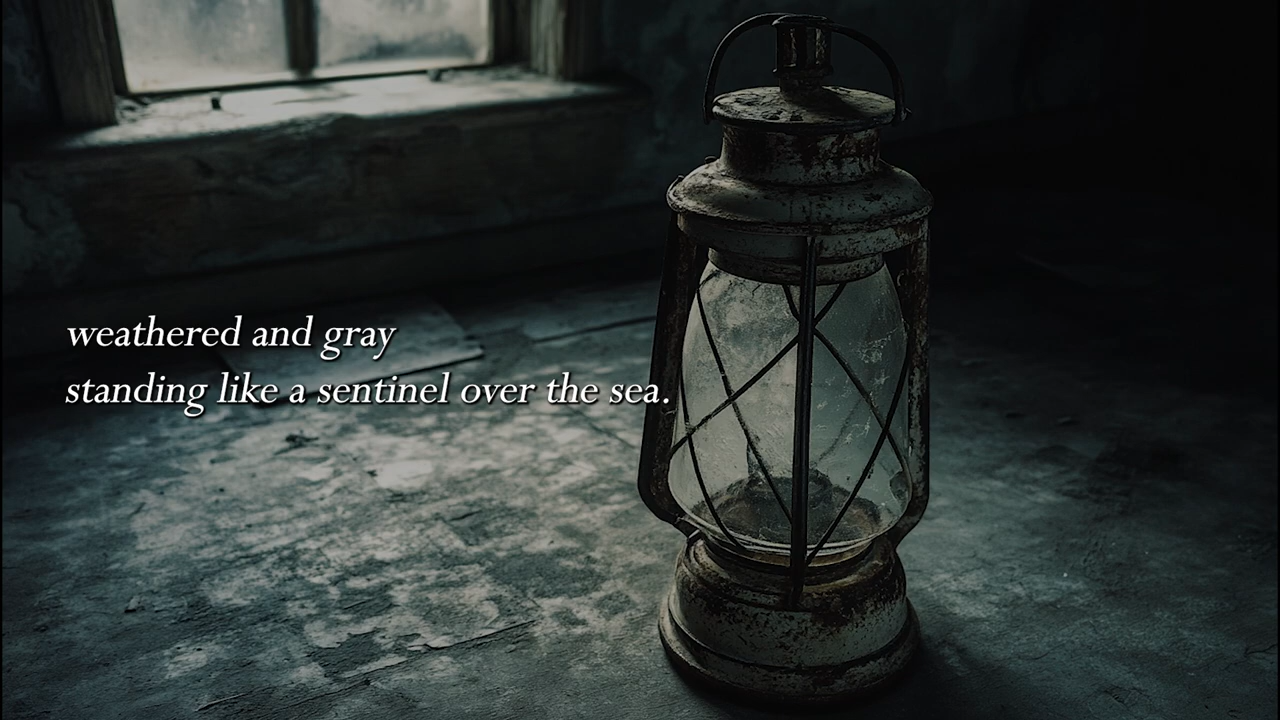 weathered and gray
standing like a sentinel over the sea.